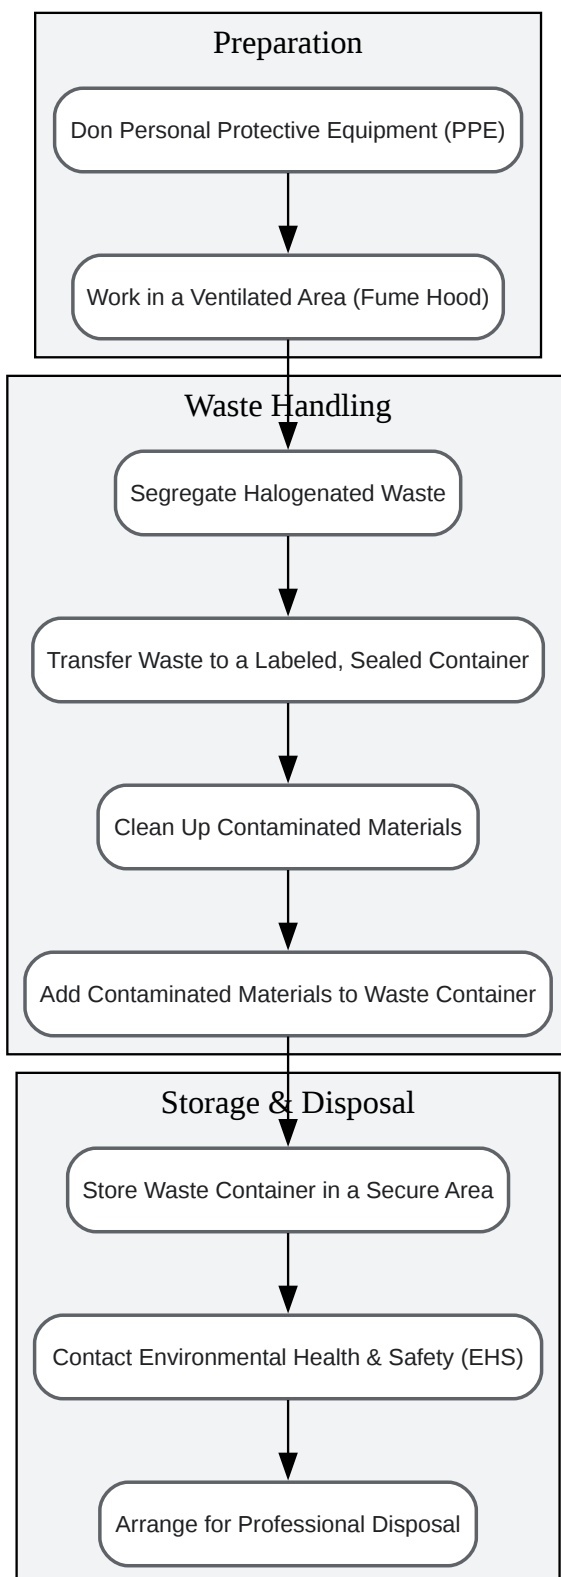 Preparation
Don Personal Protective Equipment (PPE)
Work in a Ventilated Area (Fume Hood)
Waste Handling
Segregate Halogenated Waste
Transfer Waste to a Labeled, Sealed Container
Clean Up Contaminated Materials
Add Contaminated Materials to Waste Container
Storage & Disposal
Store Waste Container in a Secure Area
Contact Environmental Health & Safety (EHS)
Arrange for Professional Disposal